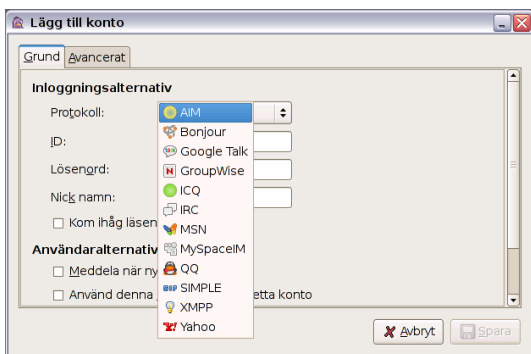 Lägg till konto
Grund Avancerat
Inloggningsalternativ
Protokoll: AIM
Bonjour
ID:
Google Talk
Lösenord:
GroupWise
ICQ
Nick namn:
IRC
Kom ihåg läsen
MSN
Användaralternativ
MySpaceIM
Meddela när ny
QQ
SIMPLE
Använd denna etta konto
XMPP
Yahoo
Avbryt Spara